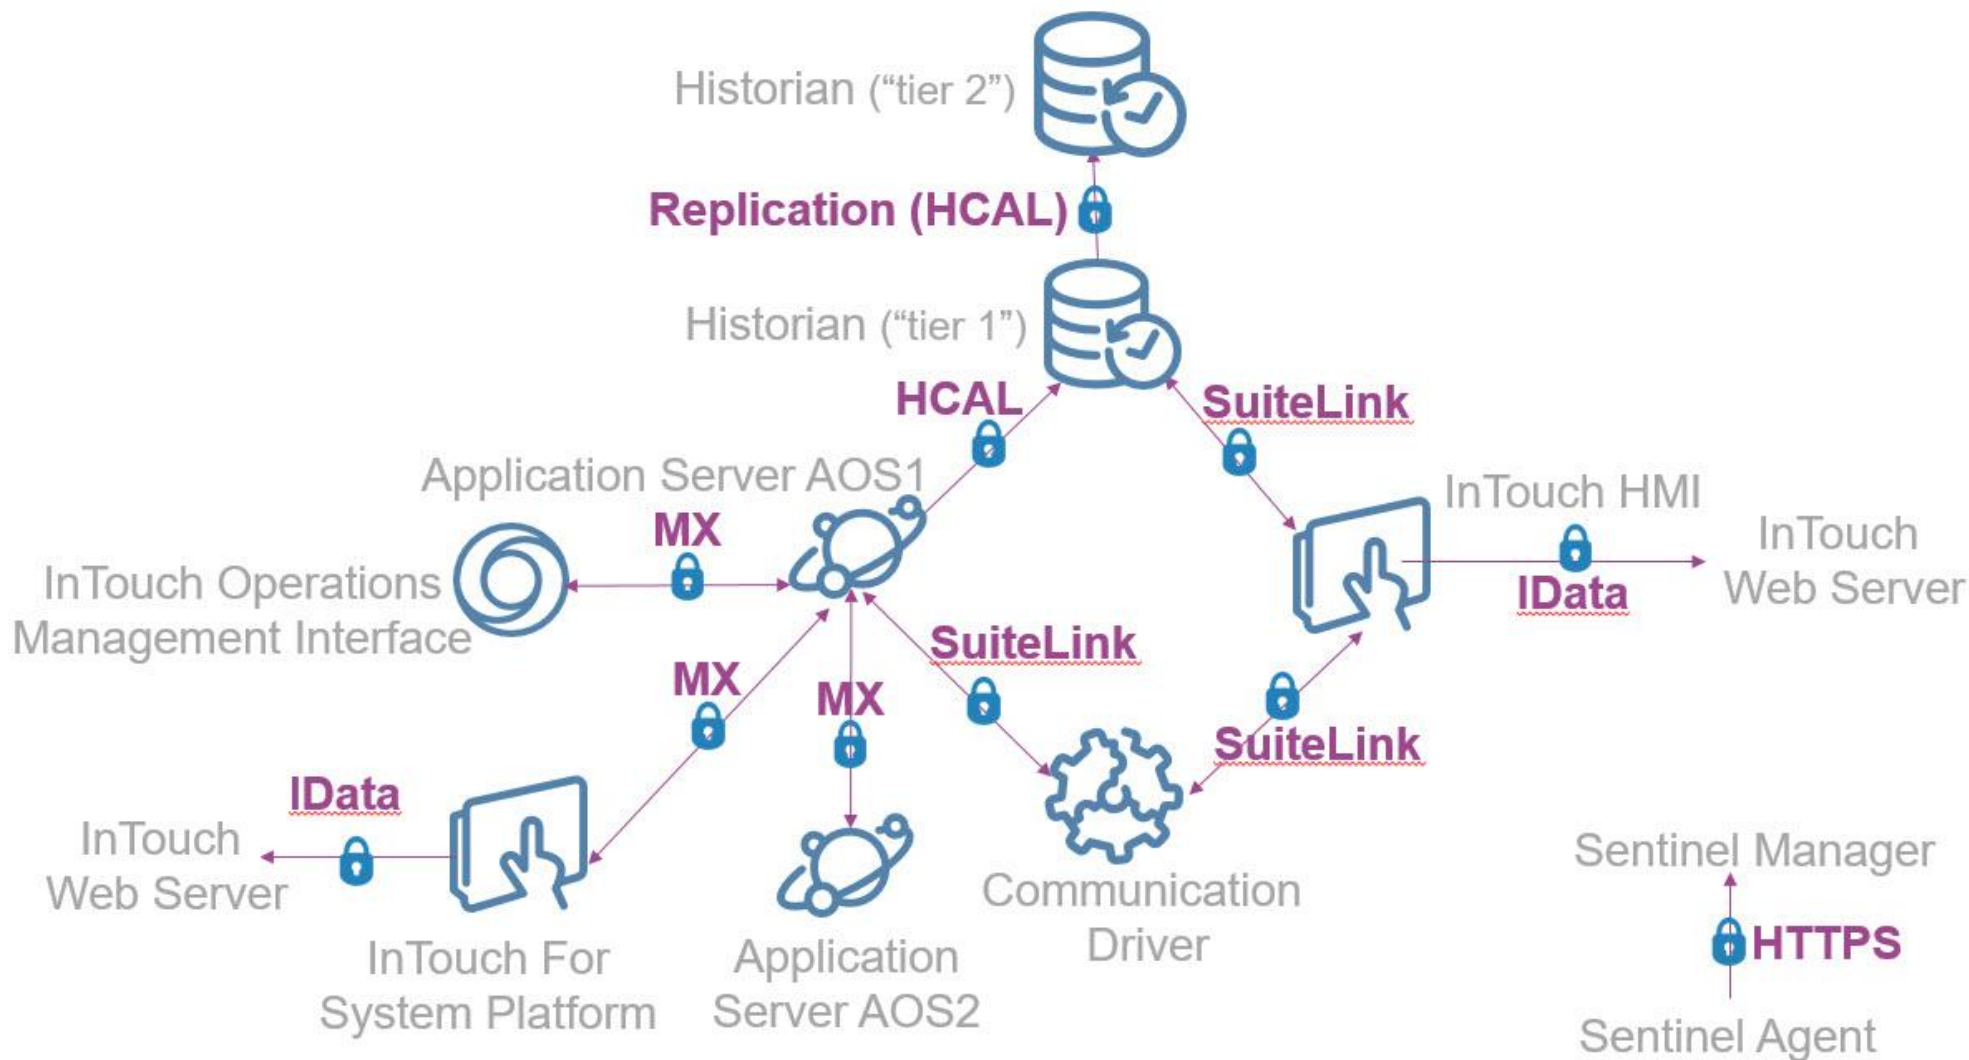 Historian (“tier 2”)
Replication (HCAL)
Historian (“tier 1”)
HCAL
SuiteLink
Application Server AOS1
InTouch HMI
MX
InTouch
Web Server
InTouch Operations
Management Interface
IData
SuiteLink
MX
MX
SuiteLink
IData
InTouch
Web Server
Sentinel Manager
Communication
Driver
HTTPS
InTouch For
System Platform
Application
Server AOS2
Sentinel Agent